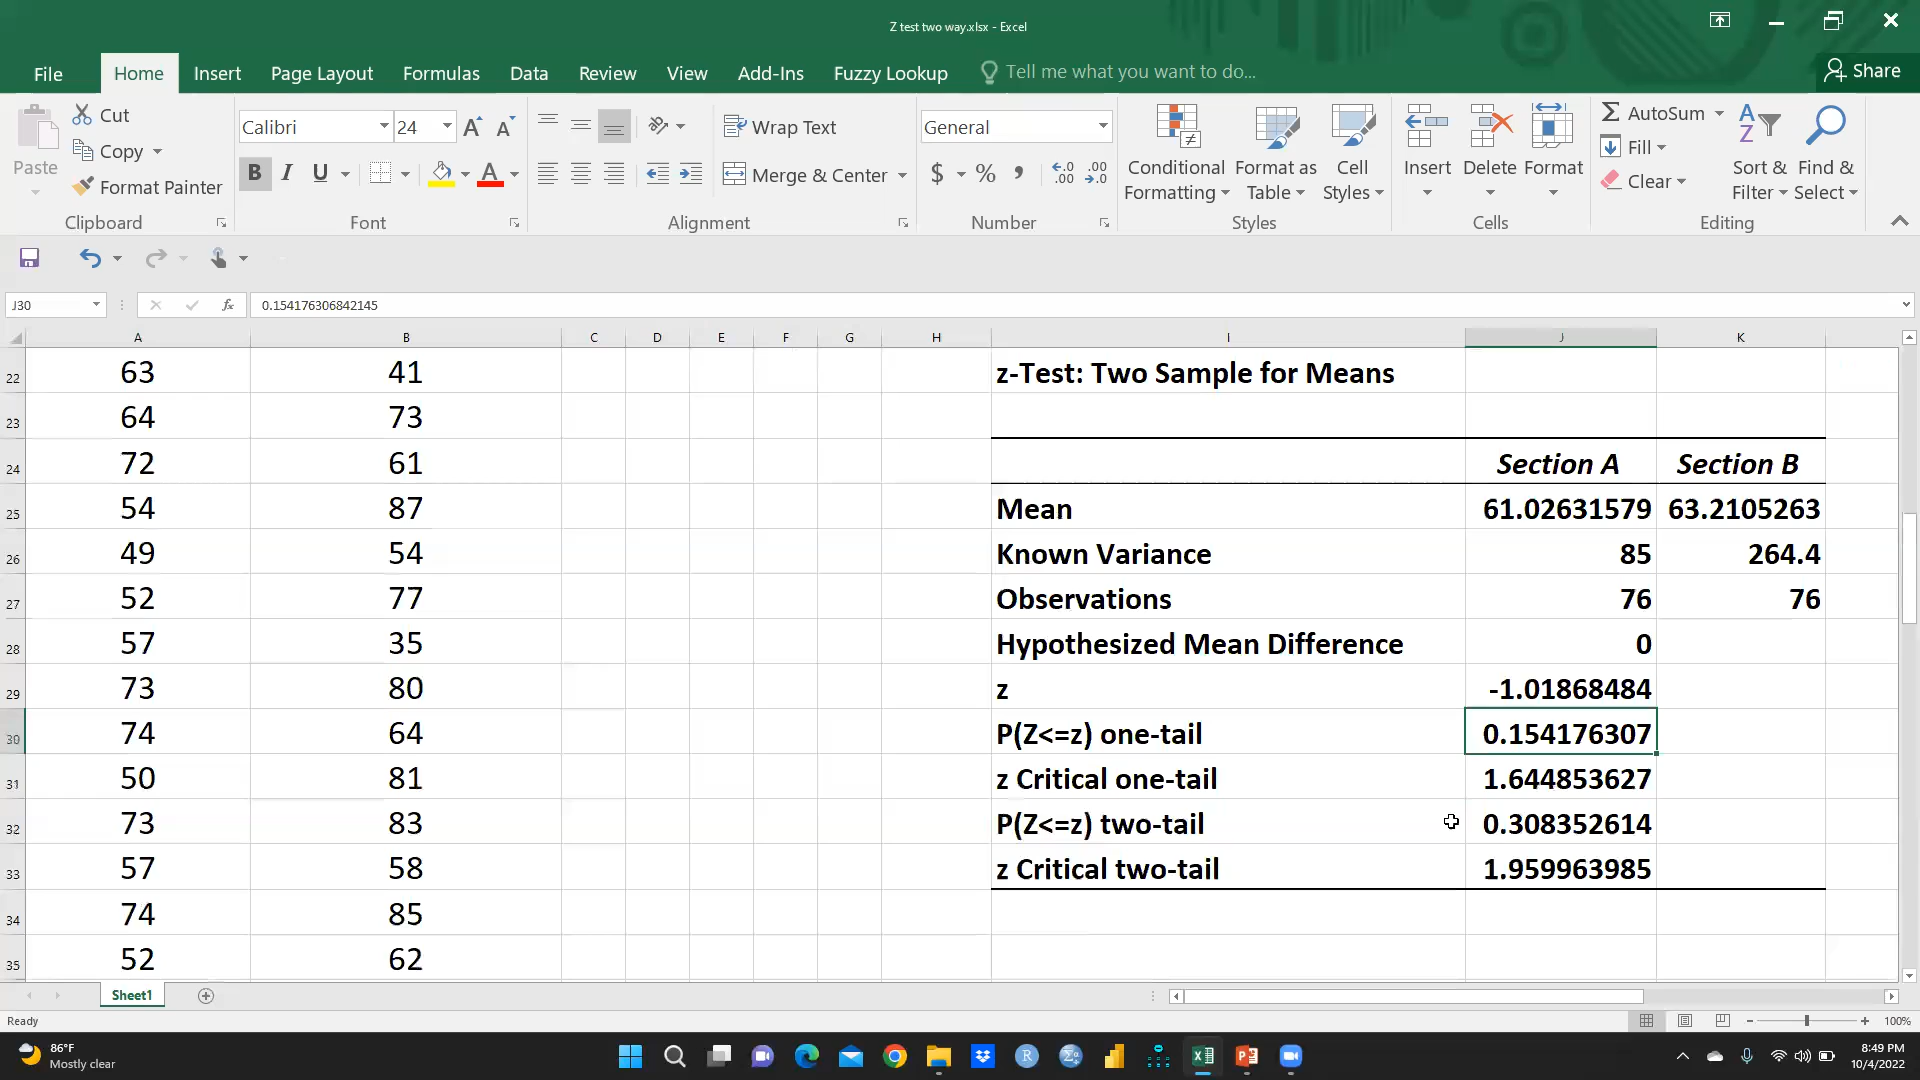 Z test two way.xlsx - Excel
File Home Insert Page Layout Formulas Data Review View Add-Ins Fuzzy Lookup Tell me what you want to do... Share
Paste
Cut
Copy
Format Painter
Clipboard
Calibri 24
B I U
Font
Wrap Text
Merge & Center
Alignment
General
$ % ,
Number
Conditional Formatting
Format as Table
Cell Styles
Styles
Insert Delete Format
Cells
AutoSum
Fill
Clear
Sort & Filter
Find & Select
Editing
J30 fx 0.154176306842145
A B C D E F G H I J K
22 63 41 z-Test: Two Sample for Means
23 64 73
24 72 61 Section A Section B
25 54 87 Mean 61.02631579 63.2105263
26 49 54 Known Variance 85 264.4
27 52 77 Observations 76 76
28 57 35 Hypothesized Mean Difference 0
29 73 80 z -1.01868484
30 74 64 P(Z<=z) one-tail 0.154176307
31 50 81 z Critical one-tail 1.644853627
32 73 83 P(Z<=z) two-tail 0.308352614
33 57 58 z Critical two-tail 1.959963985
34 74 85
35 52 62
Sheet1
Ready 100%
86°F
Mostly clear
8:49 PM
10/4/2022